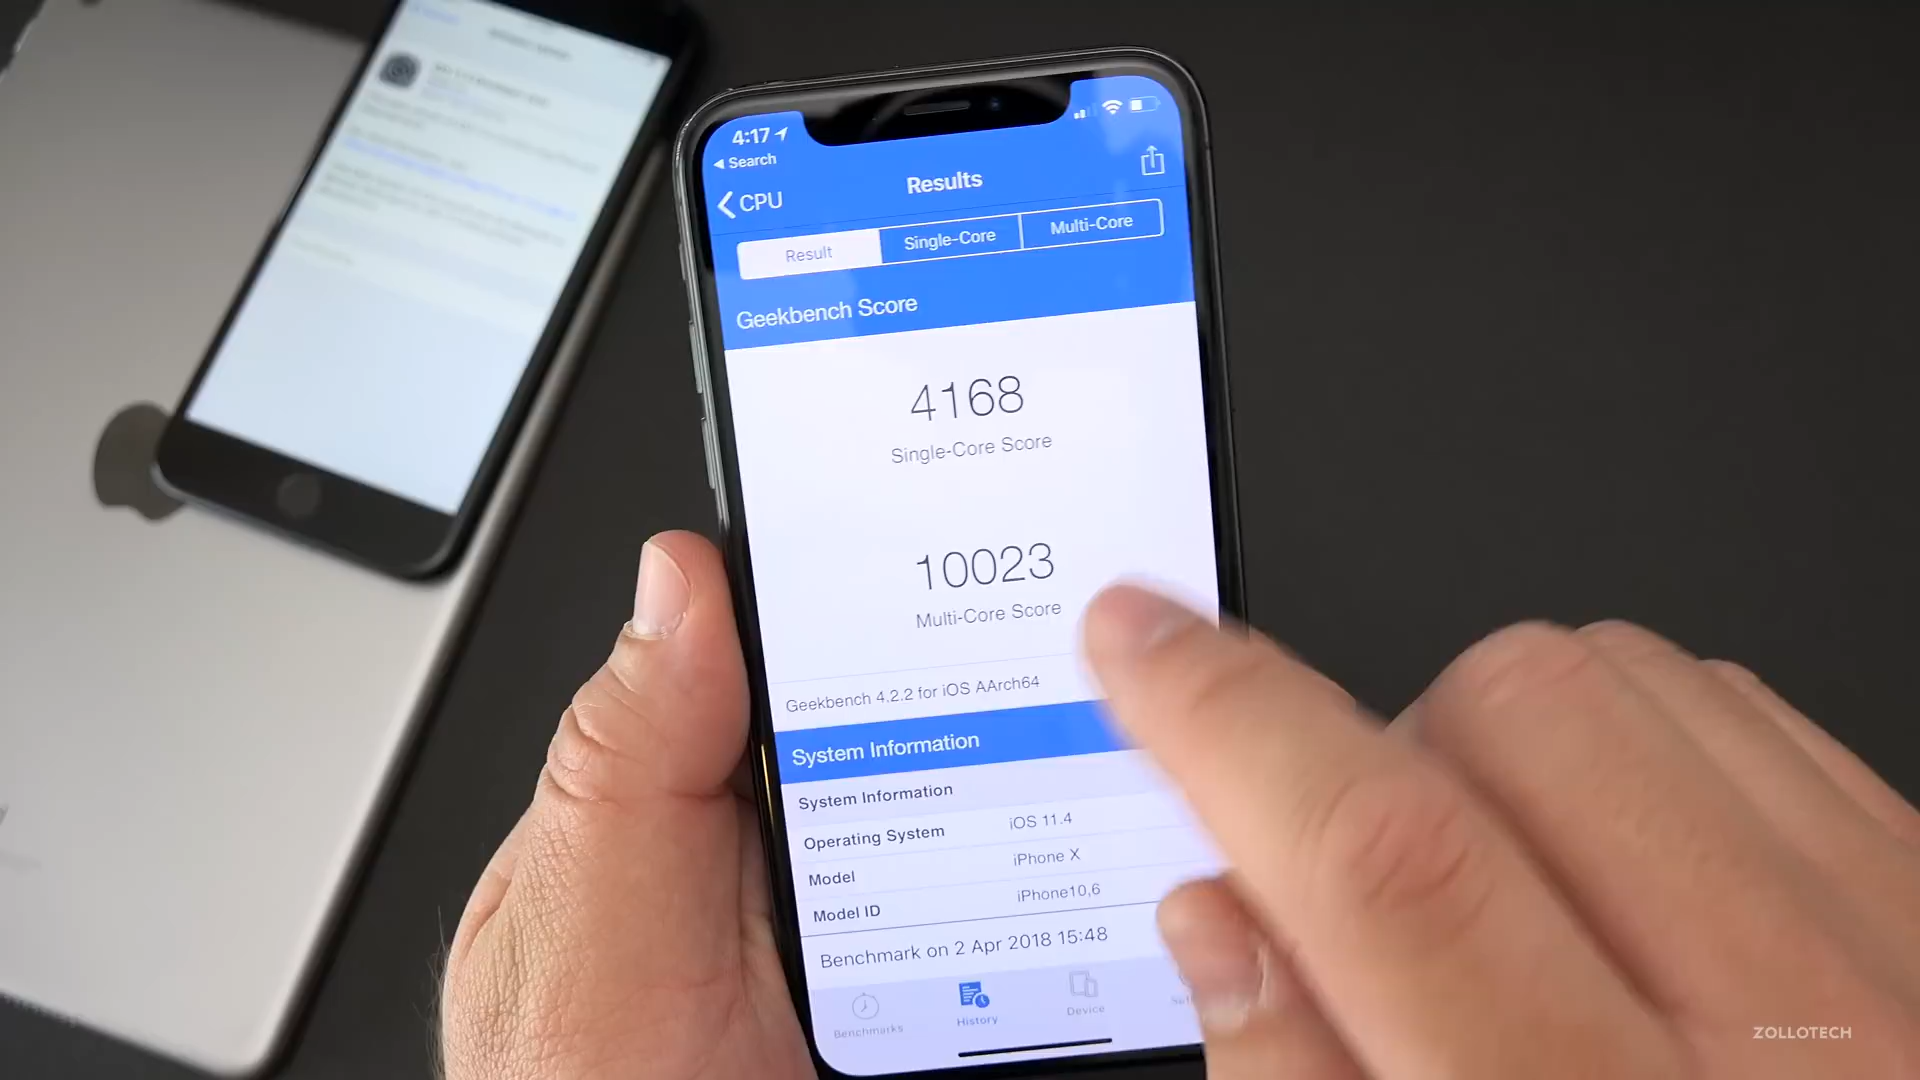 4:17
Search
CPU
Results
Result
Single-Core
Multi-Core
Geekbench Score
4168
Single-Core Score
10023
Multi-Core Score
Geekbench 4.2.2 for iOS AArch64
System Information
System Information
Operating System iOS 11.4
Model iPhone X
Model ID iPhone10,6
Benchmark on 2 Apr 2018 15:48
Benchmarks
History
Device
ZOLLOTECH